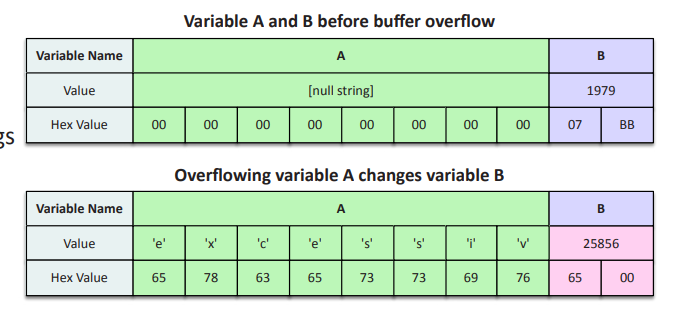 Variable A and B before buffer overflow
Variable Name A B
Value [null string] 1979
Hex Value 00 00 00 00 00 00 00 00 07 BB
gs
Overflowing variable A changes variable B
Variable Name A B
Value 'e' 'x' 'c' 'e' 's' 's' 'i' 'v' 25856
Hex Value 65 78 63 65 73 73 69 76 65 00